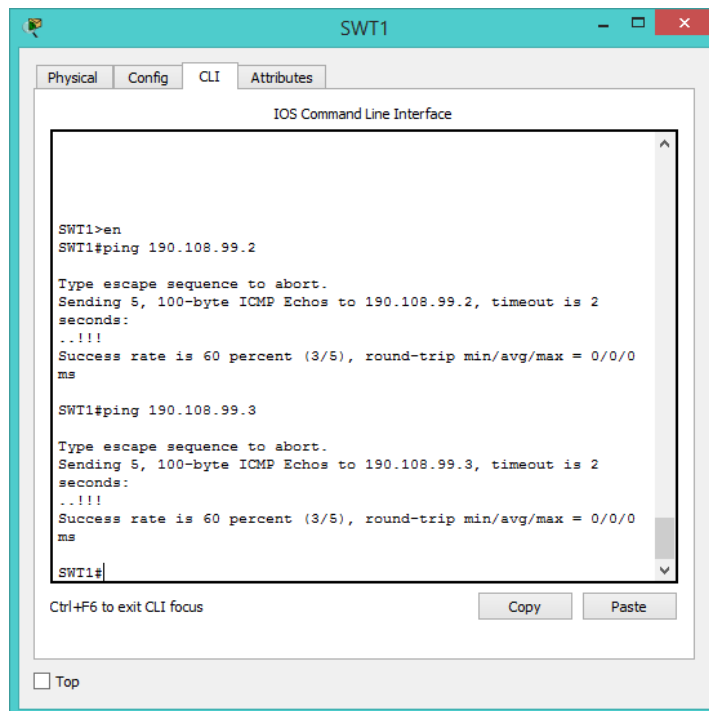 SWT1
Physical Config CLI Attributes
IOS Command Line Interface
SWT1>en
SWT1#ping 190.108.99.2
Type escape sequence to abort.
Sending 5, 100-byte ICMP Echos to 190.108.99.2, timeout is 2
seconds:
..!!!
Success rate is 60 percent (3/5), round-trip min/avg/max = 0/0/0
ms
SWT1#ping 190.108.99.3
Type escape sequence to abort.
Sending 5, 100-byte ICMP Echos to 190.108.99.3, timeout is 2
seconds:
..!!!
Success rate is 60 percent (3/5), round-trip min/avg/max = 0/0/0
ms
SWT1#
Ctrl+F6 to exit CLI focus Copy Paste
Top